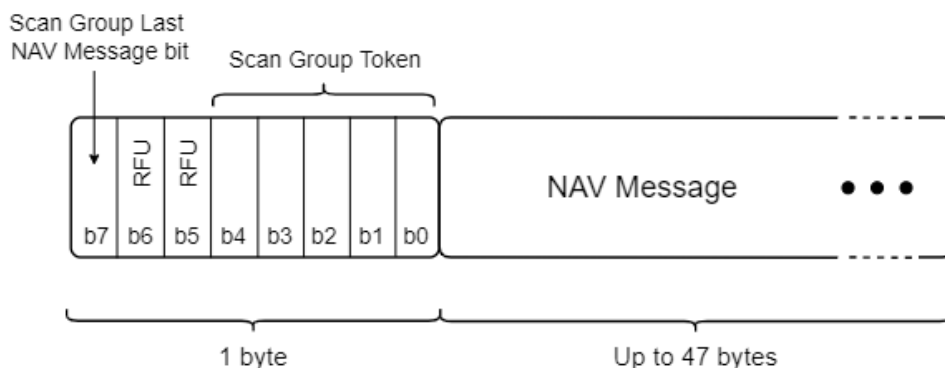 Scan Group Last
NAV Message bit
Scan Group Token
RFU
RFU
NAV Message
b7 b6 b5 b4 b3 b2 b1 b0
1 byte
Up to 47 bytes